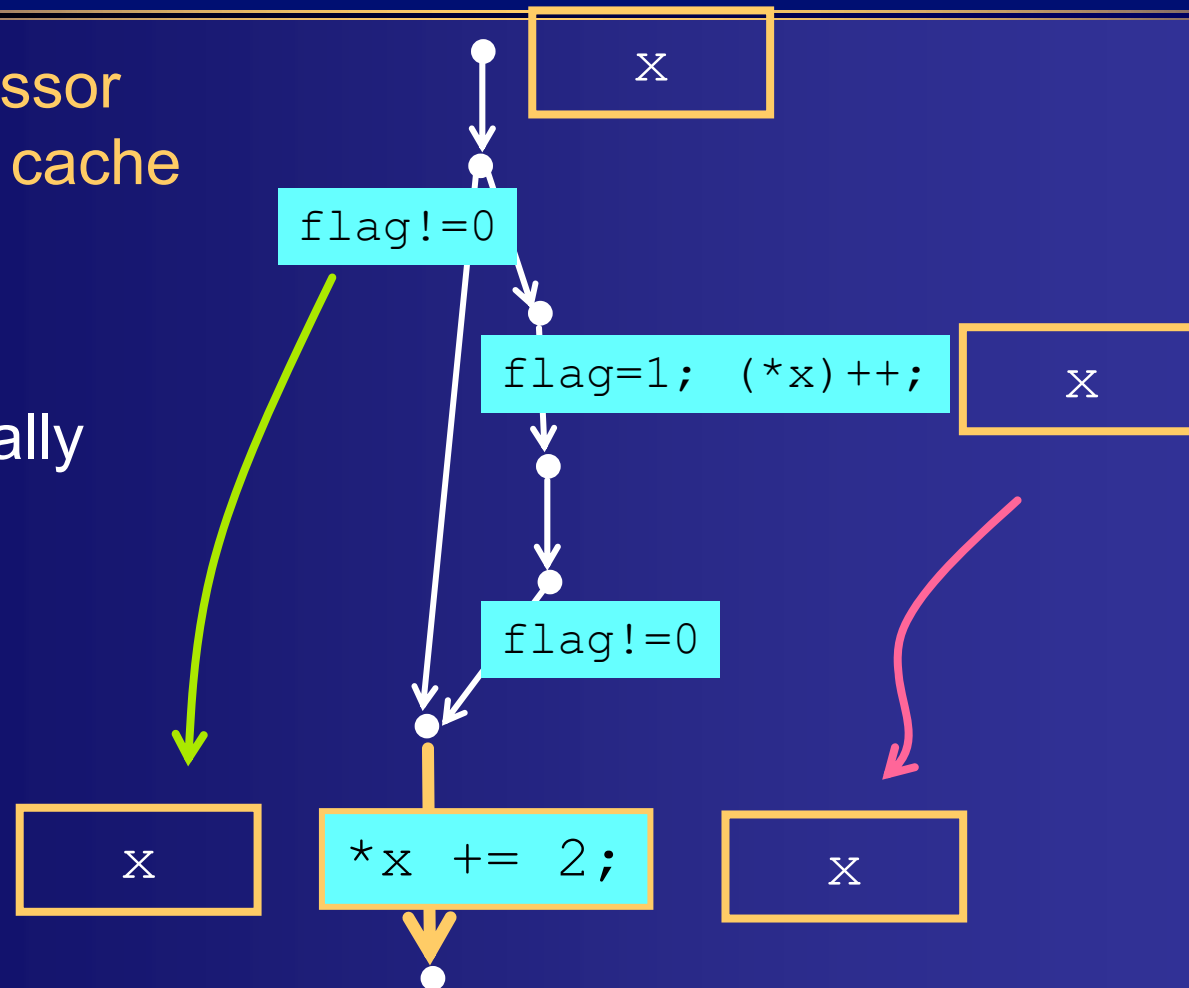 x
ssor
cache
flag!=0
flag=1; (*x)++;
x
ally
flag!=0
x
*x += 2;
x